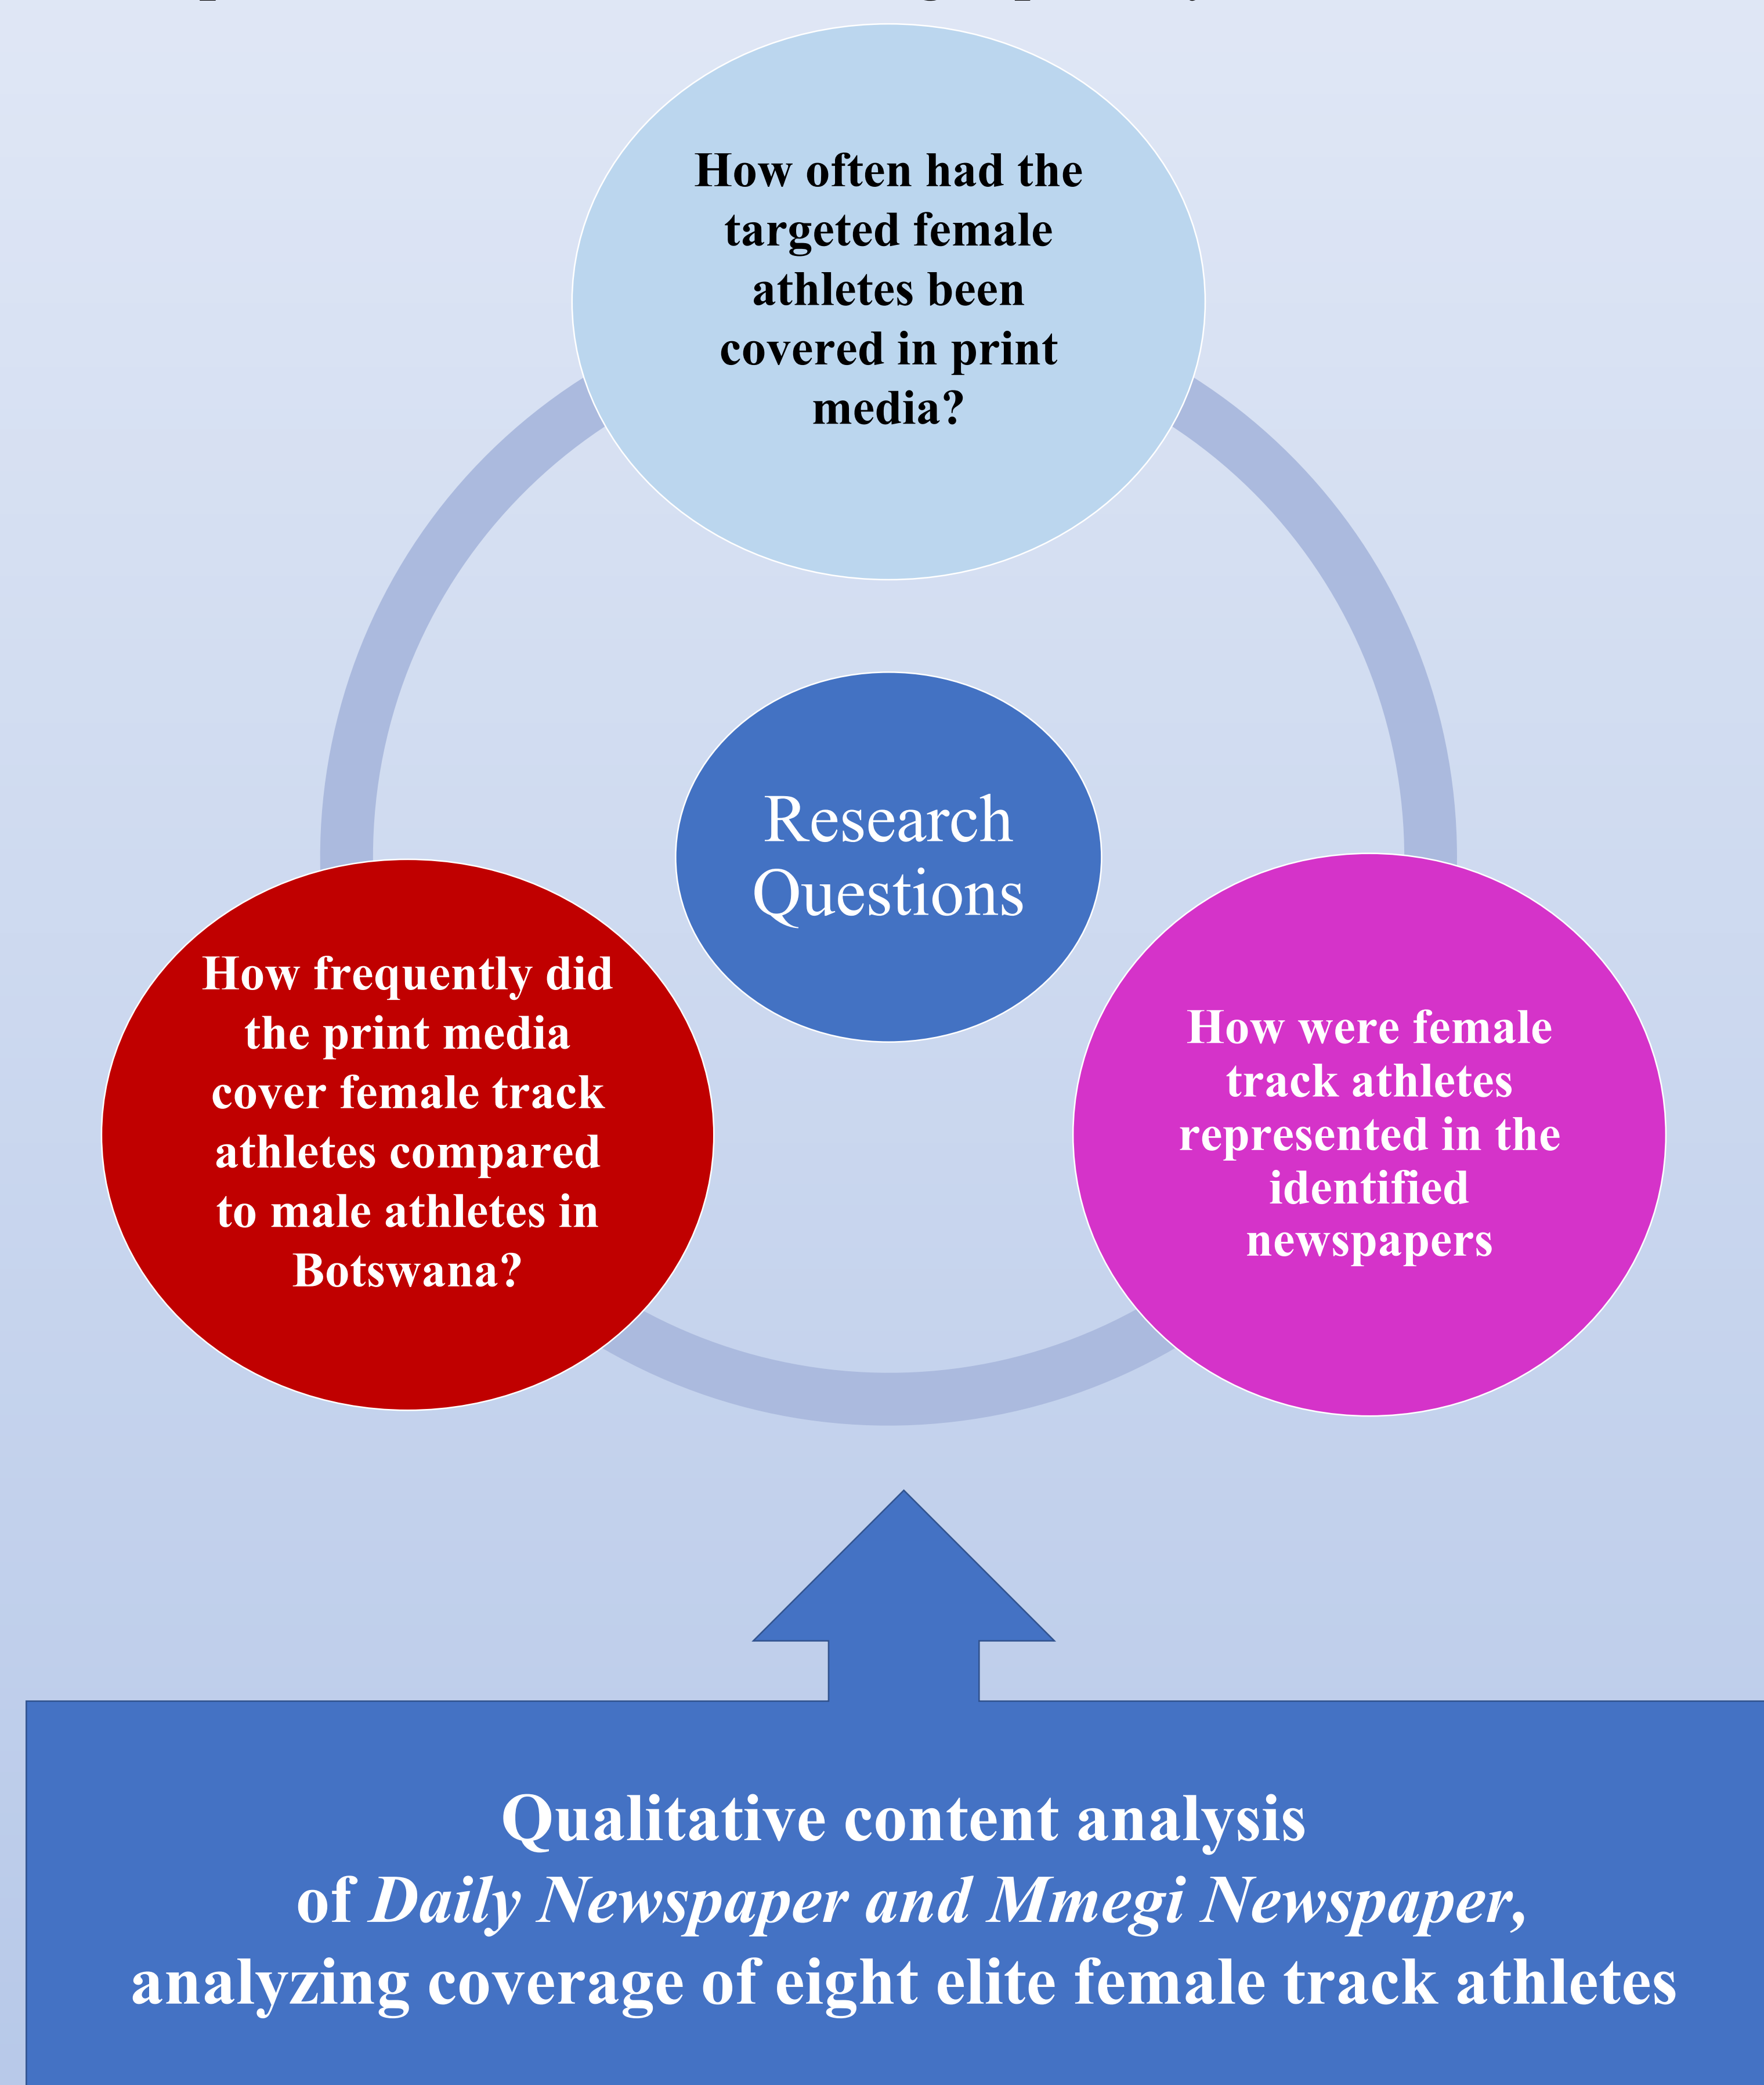 How often had the
targeted female
athletes been
covered in print
media?
Research
Questions
How frequently did
the print media
cover female track
athletes compared
to male athletes in
Botswana?
How were female
track athletes
represented in the
identified
newspapers
Qualitative content analysis
of Daily Newspaper and Mmegi Newspaper,
analyzing coverage of eight elite female track athletes